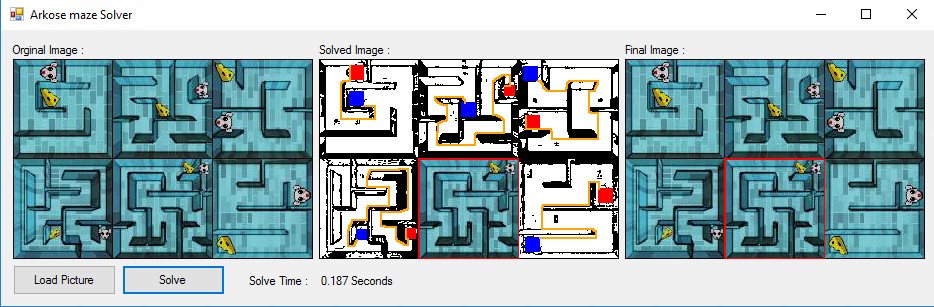 Arkose maze Solver
Orginal Image :
Solved Image :
Final Image :
Load Picture
Solve
Solve Time :
0.187 Seconds